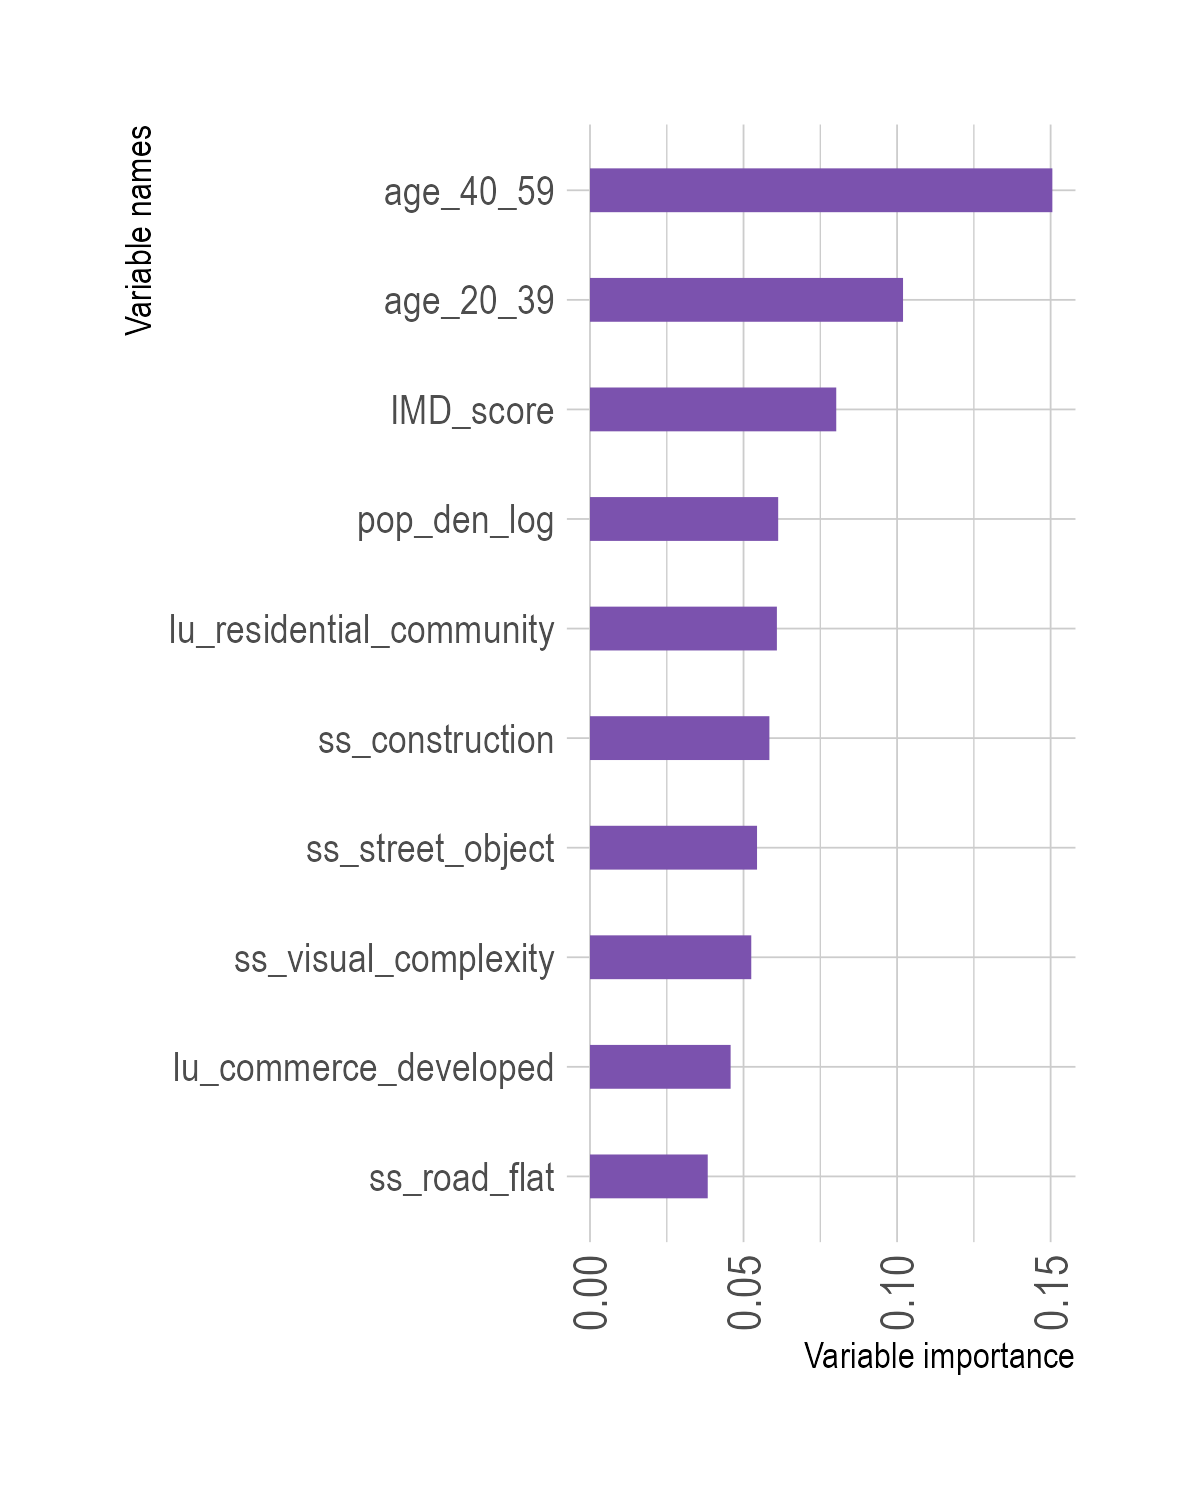 Variable names
age_40_59
age_20_39
IMD_score
pop_den_log
lu_residential_community
ss_construction
ss_street_object
ss_visual_complexity
lu_commerce_developed
ss_road_flat
0.00
0.05
0.10
0.15
Variable importance